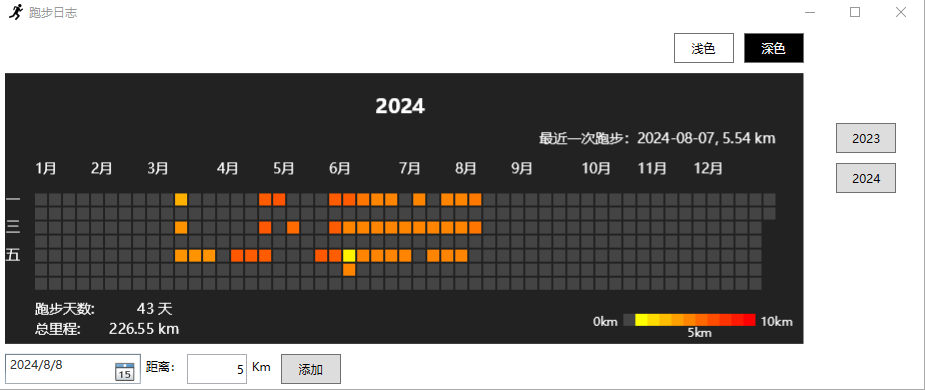 跑步日志
浅色 深色
2024
最近一次跑步：2024-08-07, 5.54 km
1月 2月 3月 4月 5月 6月 7月 8月 9月 10月 11月 12月
一
三
五
跑步天数: 43 天
总里程: 226.55 km
0km 10km
5km
2023
2024
2024/8/8 15 距离： 5 Km 添加